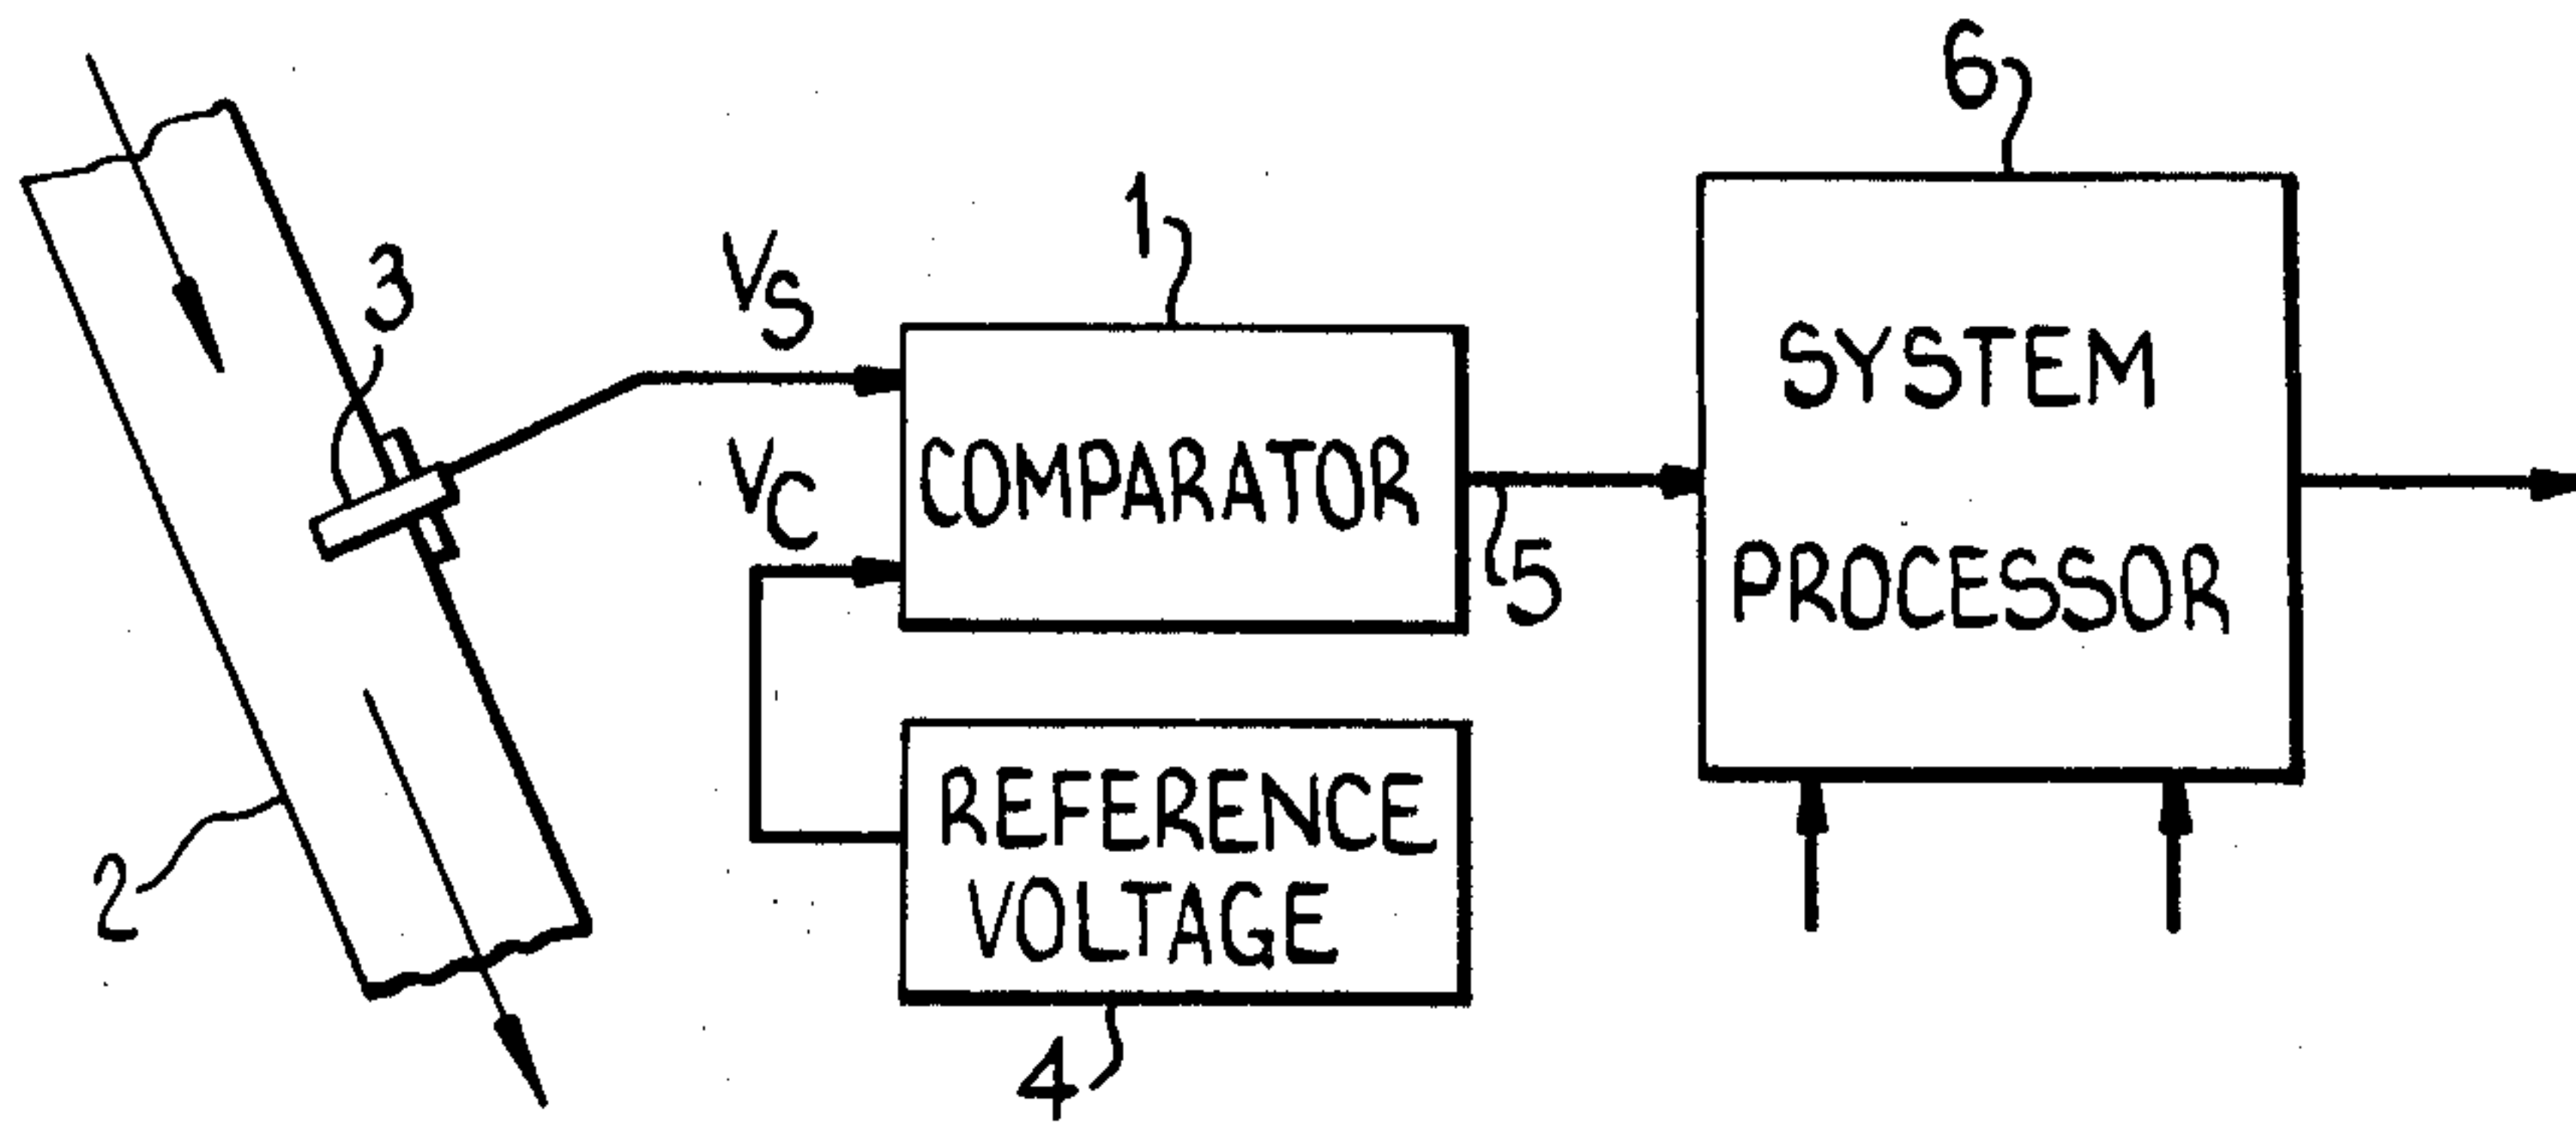 6
1
3
VS
SYSTEM
VC
COMPARATOR
5
PROCESSOR
REFERENCE
VOLTAGE
2
4